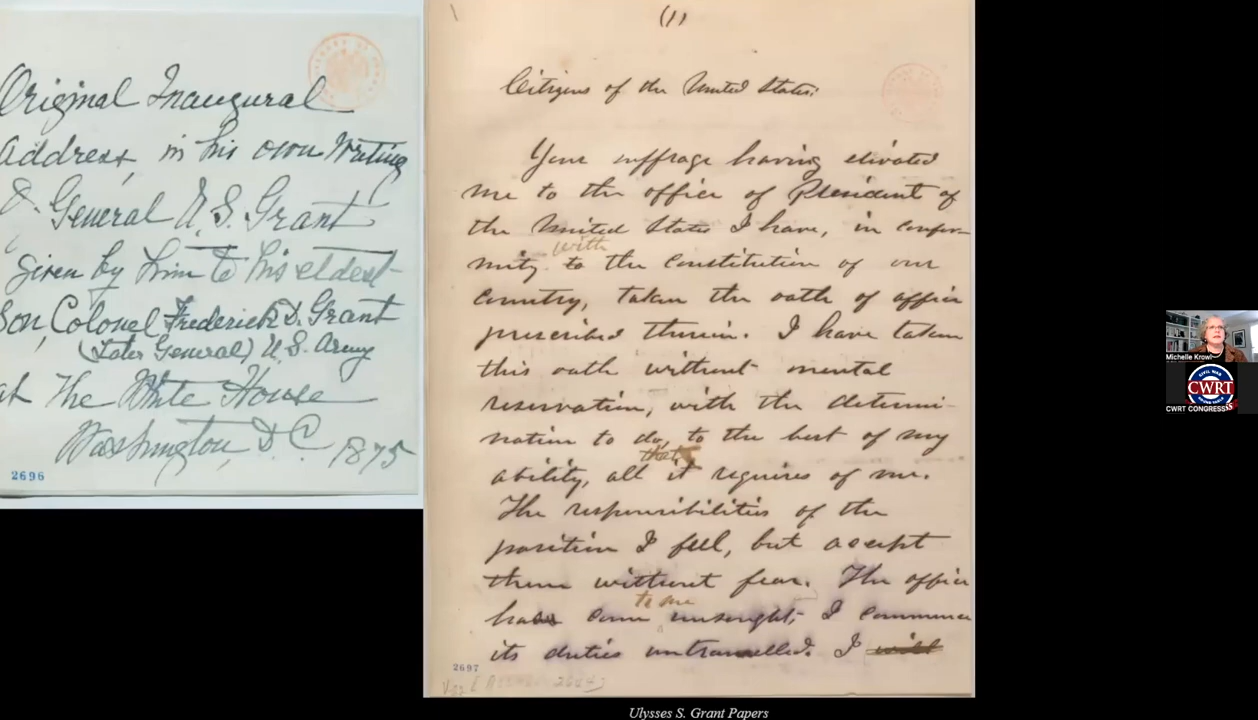 Original Inaugural
Address, in his own Writing
General U.S. Grant
given by him to his eldest
Son, Colonel Frederick D. Grant
(Later General) U.S. Army
at The White House
Washington, D.C. 1875
2696
(1)
Citizens of the United States:
Your suffrage having elivated
me to the office of President of
the United States I have, in confor-
with
mity to the Constitution of our
Country, taken the oath of office
prescribed therein. I have taken
this oath without mental
reservation, with the determi-
nation to do, to the best of my
that
ability, all it requires of me.
The responsibilities of the
position I feel, but accept
them without fear. The office
to me
has come unsought; I commence
its duties untramelled. I will
2697
Ulysses S. Grant Papers
Michelle Krowl
CIVIL WAR
CWRT
CWRT CONGRESS